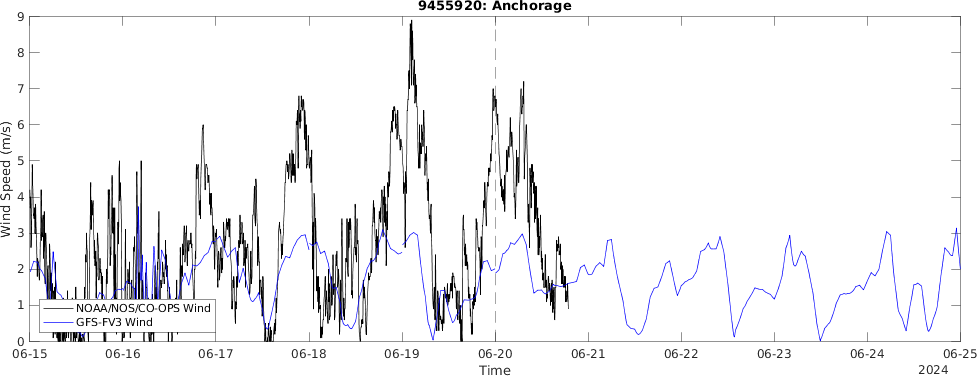 9455920: Anchorage
9
8
7
6
5
4
3
2
1
0
Wind Speed (m/s)
NOAA/NOS/CO-OPS Wind
GFS-FV3 Wind
06-15 06-16 06-17 06-18 06-19 06-20 06-21 06-22 06-23 06-24 06-25
Time
2024